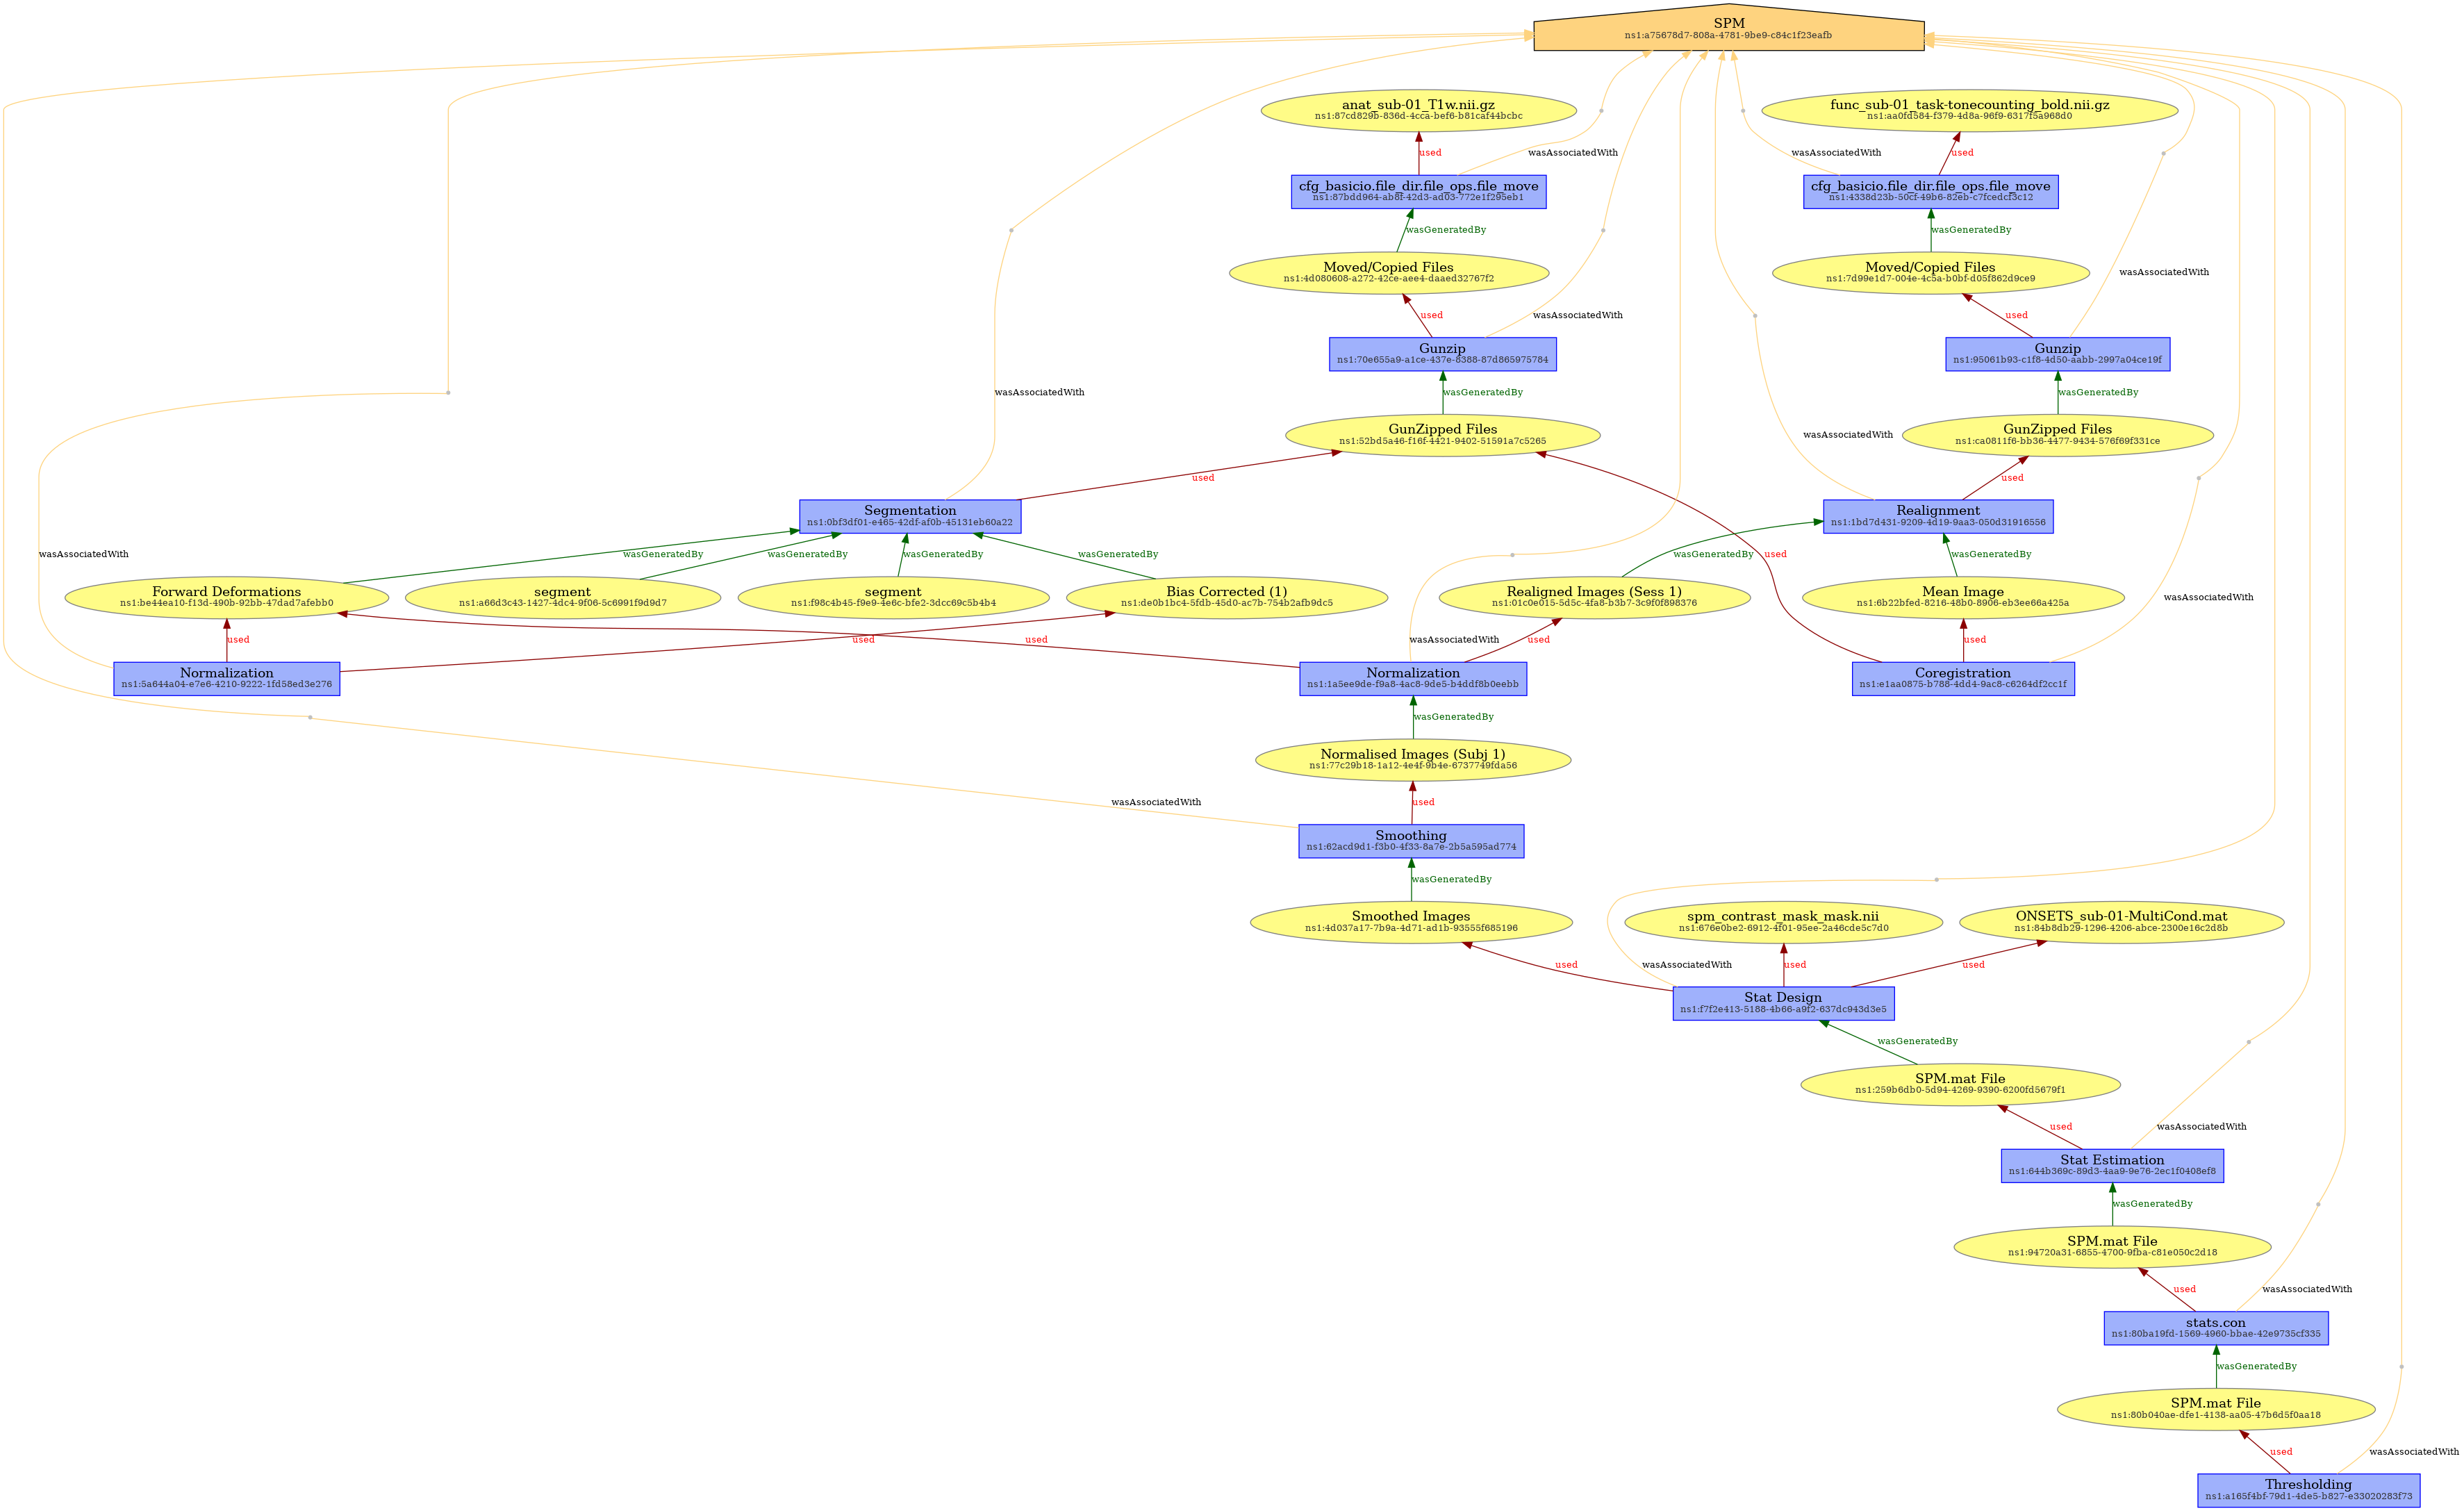 SPM
ns1:a75678d7-808a-4781-9be9-c84c1f23eafb
anat_sub-01_T1w.nii.gz
ns1:87cd829b-836d-4cca-bef6-b81caf44bcbc
func_sub-01_task-tonecounting_bold.nii.gz
ns1:aa0fd584-f379-4d8a-96f9-6317f5a968d0
used
wasAssociatedWith
wasAssociatedWith
used
cfg_basicio.file_dir.file_ops.file_move
ns1:87bdd964-ab8f-42d3-ad03-772e1f295eb1
cfg_basicio.file_dir.file_ops.file_move
ns1:4338d23b-50cf-49b6-82eb-c7fcedcf3c12
wasGeneratedBy
wasGeneratedBy
Moved/Copied Files
ns1:4d080608-a272-42ce-aee4-daaed32767f2
Moved/Copied Files
ns1:7d99e1d7-004e-4c5a-b0bf-d05f862d9ce9
wasAssociatedWith
used
wasAssociatedWith
used
Gunzip
ns1:70e655a9-a1ce-437e-8388-87d865975784
Gunzip
ns1:95061b93-c1f8-4d50-aabb-2997a04ce19f
wasAssociatedWith
wasGeneratedBy
wasGeneratedBy
GunZipped Files
ns1:52bd5a46-f16f-4421-9402-51591a7c5265
GunZipped Files
ns1:ca0811f6-bb36-4477-9434-576f69f331ce
wasAssociatedWith
used
used
Segmentation
ns1:0bf3df01-e465-42df-af0b-45131eb60a22
Realignment
ns1:1bd7d431-9209-4d19-9aa3-050d31916556
wasAssociatedWith
wasGeneratedBy
wasGeneratedBy
wasGeneratedBy
wasGeneratedBy
wasGeneratedBy
used
wasGeneratedBy
Forward Deformations
ns1:be44ea10-f13d-490b-92bb-47dad7afebb0
segment
ns1:a66d3c43-1427-4dc4-9f06-5c6991f9d9d7
segment
ns1:f98c4b45-f9e9-4e6c-bfe2-3dcc69c5b4b4
Bias Corrected (1)
ns1:de0b1bc4-5fdb-45d0-ac7b-754b2afb9dc5
Realigned Images (Sess 1)
ns1:01c0e015-5d5c-4fa8-b3b7-3c9f0f898376
Mean Image
ns1:6b22bfed-8216-48b0-8906-eb3ee66a425a
wasAssociatedWith
used
used
used
wasAssociatedWith
used
used
Normalization
ns1:5a644a04-e7e6-4210-9222-1fd58ed3e276
Normalization
ns1:1a5ee9de-f9a8-4ac8-9de5-b4ddf8b0eebb
Coregistration
ns1:e1aa0875-b788-4dd4-9ac8-c6264df2cc1f
wasGeneratedBy
Normalised Images (Subj 1)
ns1:77c29b18-1a12-4e4f-9b4e-6737749fda56
wasAssociatedWith
used
Smoothing
ns1:62acd9d1-f3b0-4f33-8a7e-2b5a595ad774
wasGeneratedBy
Smoothed Images
ns1:4d037a17-7b9a-4d71-ad1b-93555f685196
spm_contrast_mask_mask.nii
ns1:676e0be2-6912-4f01-95ee-2a46cde5c7d0
ONSETS_sub-01-MultiCond.mat
ns1:84b8db29-1296-4206-abce-2300e16c2d8b
used
wasAssociatedWith
used
used
Stat Design
ns1:f7f2e413-5188-4b66-a9f2-637dc943d3e5
wasGeneratedBy
SPM.mat File
ns1:259b6db0-5d94-4269-9390-6200fd5679f1
used
wasAssociatedWith
Stat Estimation
ns1:644b369c-89d3-4aa9-9e76-2ec1f0408ef8
wasGeneratedBy
SPM.mat File
ns1:94720a31-6855-4700-9fba-c81e050c2d18
used
wasAssociatedWith
stats.con
ns1:80ba19fd-1569-4960-bbae-42e9735cf335
wasGeneratedBy
SPM.mat File
ns1:80b040ae-dfe1-4138-aa05-47b6d5f0aa18
used
wasAssociatedWith
Thresholding
ns1:a165f4bf-79d1-4de5-b827-e33020283f73